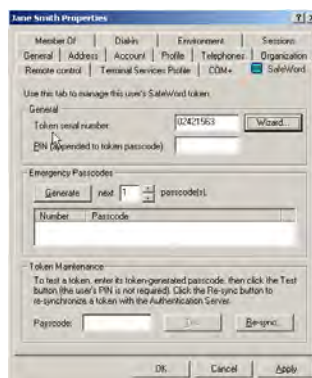 Jane Smith Properties
Member Of Dial-in Environment Sessions
General Address Account Profile Telephones Organization
Remote control Terminal Services Profile COM+ SafeWord
Use this tab to manage this user's SafeWord token.
General
Token serial number: 02421563 Wizard...
PIN (appended to token passcode)
Emergency Passcodes
Generate next 1 passcode(s).
Number Passcode
Token Maintenance
To test a token, enter its token-generated passcode, then click the Test
button (the user's PIN is not required). Click the Re-sync button to
re-synchronize a token with the Authentication Server.
Passcode: Test Re-sync
OK Cancel Apply